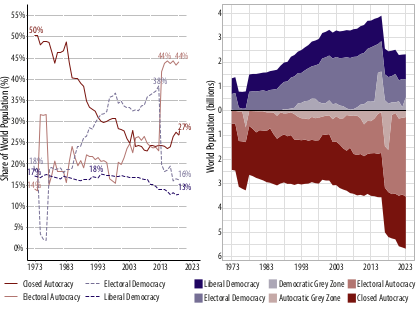 55%
50%
45%
40%
35%
30%
25%
20%
15%
10%
5%
0%
Share of World Population (%)
50%
18%
17%
14%
18%
38%
44%
44%
27%
16%
13%
1973 1983 1993 2003 2013 2023
Closed Autocracy
Electoral Democracy
Electoral Autocracy
Liberal Democracy
4
3
2
1
0
1
2
3
4
5
6
World Population (billions)
1973 1983 1993 2003 2013 2023
Liberal Democracy
Democratic Grey Zone
Electoral Autocracy
Electoral Democracy
Autocratic Grey Zone
Closed Autocracy